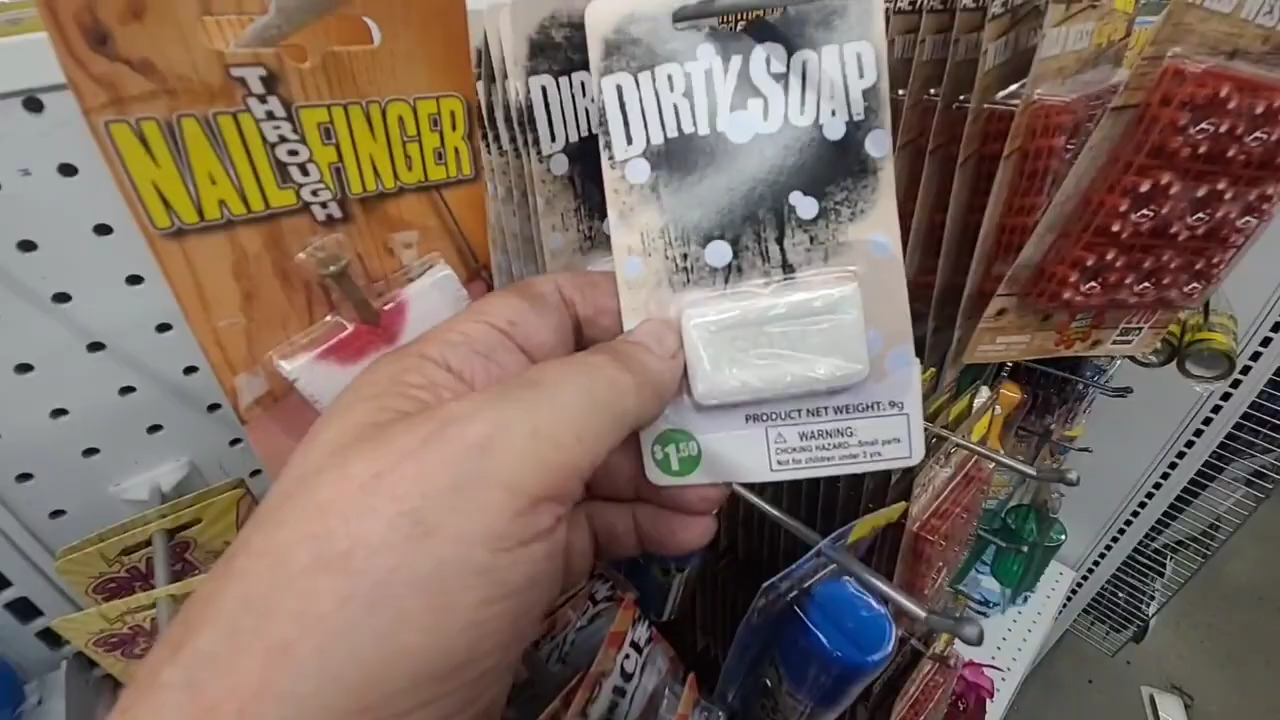 NAIL THROUGH FINGER
DIR
DIRTY SOAP
PRODUCT NET WEIGHT: 9g
$1.50
WARNING:
CHOKING HAZARD—Small parts.
Not for children under 3 yrs.